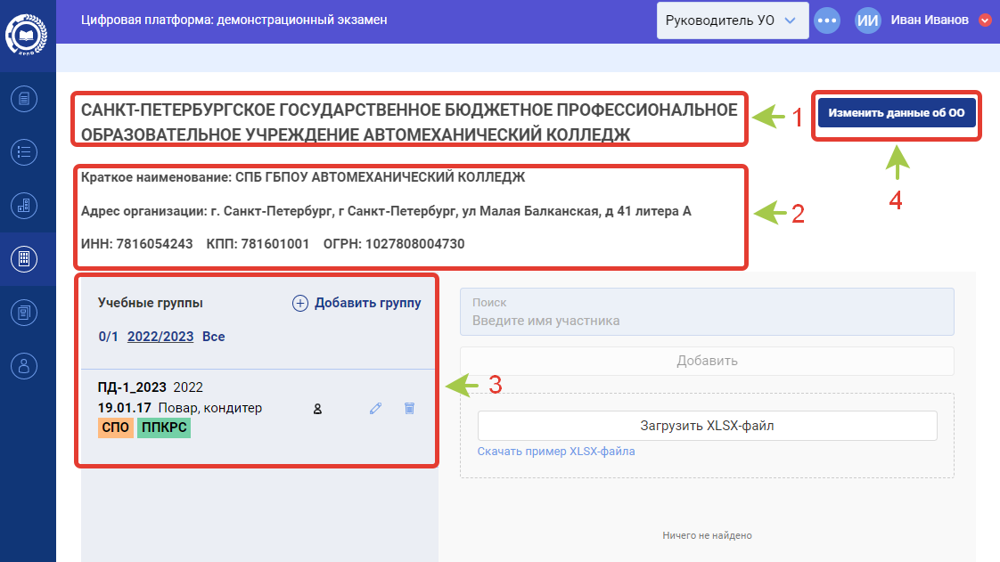 Цифровая платформа: демонстрационный экзамен
Руководитель УО
ИИ
Иван Иванов
ЦРПО
САНКТ-ПЕТЕРБУРГСКОЕ ГОСУДАРСТВЕННОЕ БЮДЖЕТНОЕ ПРОФЕССИОНАЛЬНОЕ
ОБРАЗОВАТЕЛЬНОЕ УЧРЕЖДЕНИЕ АВТОМЕХАНИЧЕСКИЙ КОЛЛЕДЖ
1
Изменить данные об ОО
4
Краткое наименование: СПБ ГБПОУ АВТОМЕХАНИЧЕСКИЙ КОЛЛЕДЖ
Адрес организации: г. Санкт-Петербург, г Санкт-Петербург, ул Малая Балканская, д 41 литера А
ИНН: 7816054243 КПП: 781601001 ОГРН: 1027808004730
2
Учебные группы
Добавить группу
0/1 2022/2023 Все
ПД-1_2023 2022
19.01.17 Повар, кондитер
СПО ППКРС
3
Поиск
Введите имя участника
Добавить
Загрузить XLSX-файл
Скачать пример XLSX-файла
Ничего не найдено